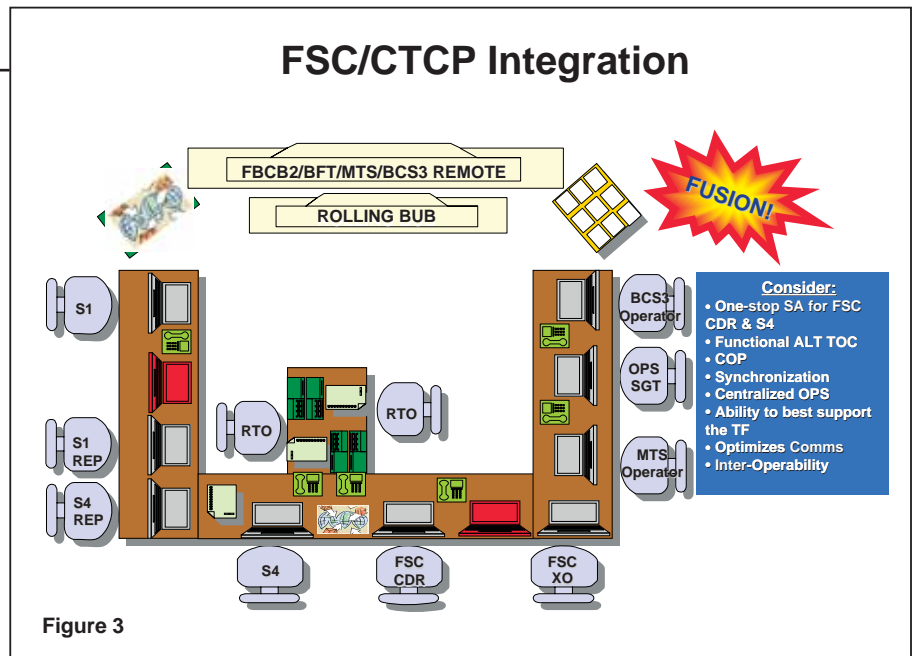 FSC/CTCP Integration
FBCB2/BFT/MTS/BCS3 REMOTE
ROLLING BUB
FUSION!
S1
S1
REP
S4
REP
RTO
RTO
S4
FSC
CDR
FSC
XO
BCS3
Operator
OPS
SGT
MTS
Operator
Consider:
• One-stop SA for FSC
CDR & S4
• Functional ALT TOC
• COP
• Synchronization
• Centralized OPS
• Ability to best support
the TF
• Optimizes Comms
• Inter-Operability
Figure 3